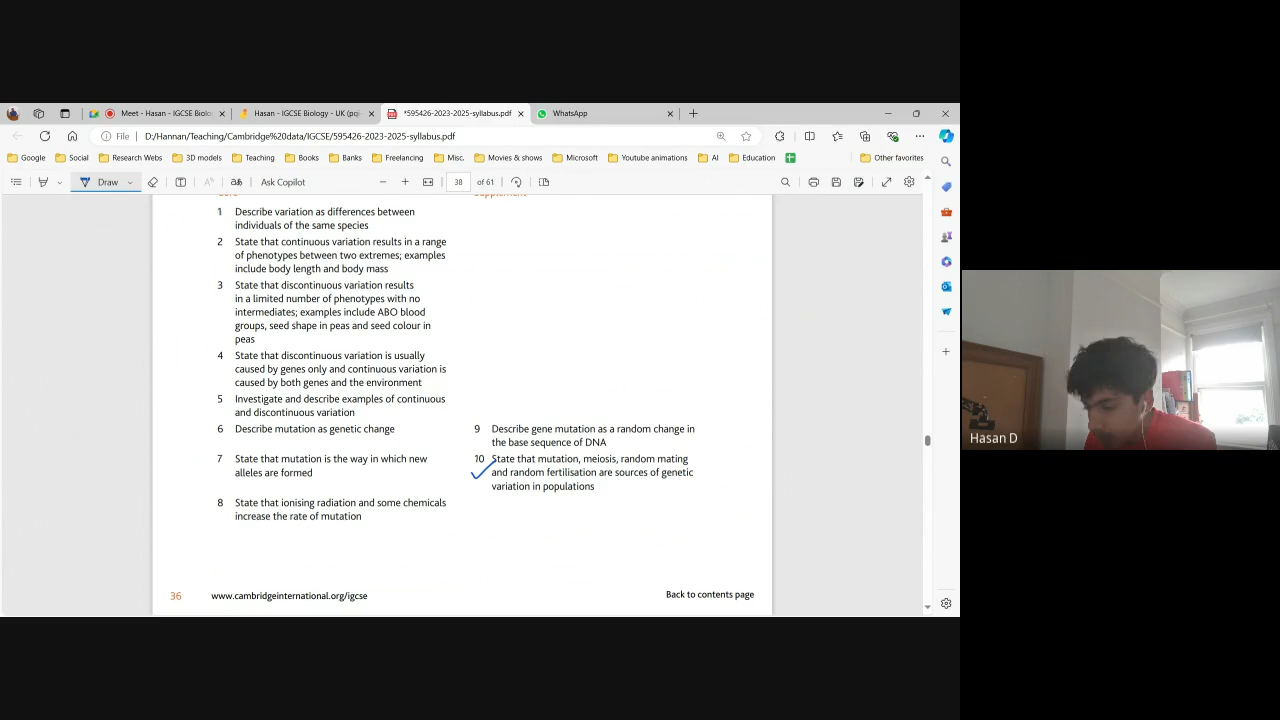 Meet - Hasan - IGCSE Biolo
Hasan - IGCSE Biology - UK (pqi
*595426-2023-2025-syllabus.pdf
WhatsApp
File
D:/Hannan/Teaching/Cambridge%20data/IGCSE/595426-2023-2025-syllabus.pdf
Google
Social
Research Webs
3D models
Teaching
Books
Banks
Freelancing
Misc.
Movies & shows
Microsoft
Youtube animations
AI
Education
Other favorites
Draw
Ask Copilot
38 of 61
Supplement
1 Describe variation as differences between
individuals of the same species
2 State that continuous variation results in a range
of phenotypes between two extremes; examples
include body length and body mass
3 State that discontinuous variation results
in a limited number of phenotypes with no
intermediates; examples include ABO blood
groups, seed shape in peas and seed colour in
peas
4 State that discontinuous variation is usually
caused by genes only and continuous variation is
caused by both genes and the environment
5 Investigate and describe examples of continuous
and discontinuous variation
6 Describe mutation as genetic change
7 State that mutation is the way in which new
alleles are formed
8 State that ionising radiation and some chemicals
increase the rate of mutation
9 Describe gene mutation as a random change in
the base sequence of DNA
10 State that mutation, meiosis, random mating
and random fertilisation are sources of genetic
variation in populations
36
www.cambridgeinternational.org/igcse
Back to contents page
Hasan D